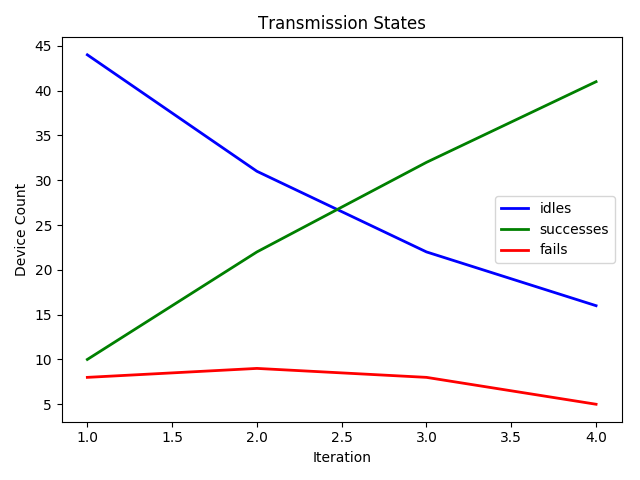 Transmission States
45
40
35
30
25
20
15
10
5
Device Count
idles
successes
fails
1.0 1.5 2.0 2.5 3.0 3.5 4.0
Iteration